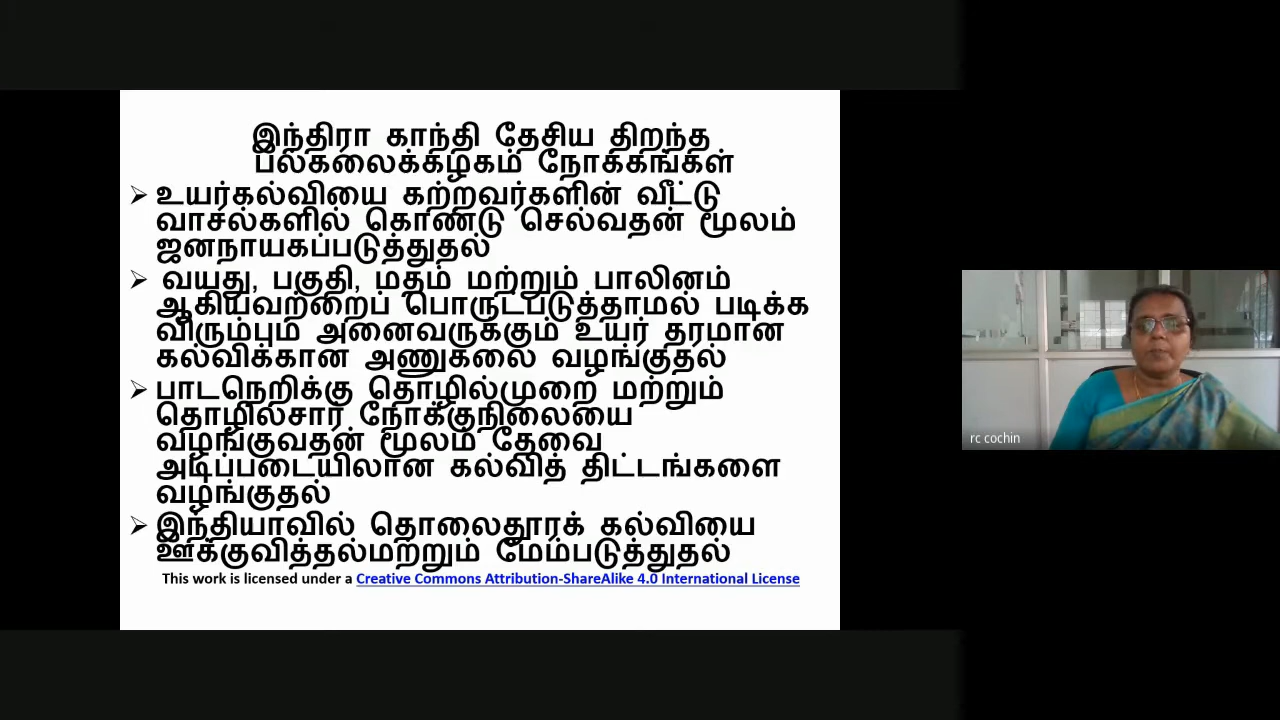 இந்திரா காந்தி தேசிய திறந்த
பல்கலைக்கழகம் நோக்கங்கள்
உயர்கல்வியை கற்றவர்களின் வீட்டு
வாசல்களில் கொண்டு செல்வதன் மூலம்
ஜனநாயகப்படுத்துதல்
வயது, பகுதி, மதம் மற்றும் பாலினம்
ஆகியவற்றைப் பொருட்படுத்தாமல் படிக்க
விரும்பும் அனைவருக்கும் உயர் தரமான
கல்விக்கான அணுகலை வழங்குதல்
பாடநெறிக்கு தொழில்முறை மற்றும்
தொழில்சார் நோக்குநிலையை
வழங்குவதன் மூலம் தேவை
அடிப்படையிலான கல்வித் திட்டங்களை
வழங்குதல்
இந்தியாவில் தொலைதூரக் கல்வியை
ஊக்குவித்தல்மற்றும் மேம்படுத்துதல்
This work is licensed under a Creative Commons Attribution-ShareAlike 4.0 International License
rc cochin